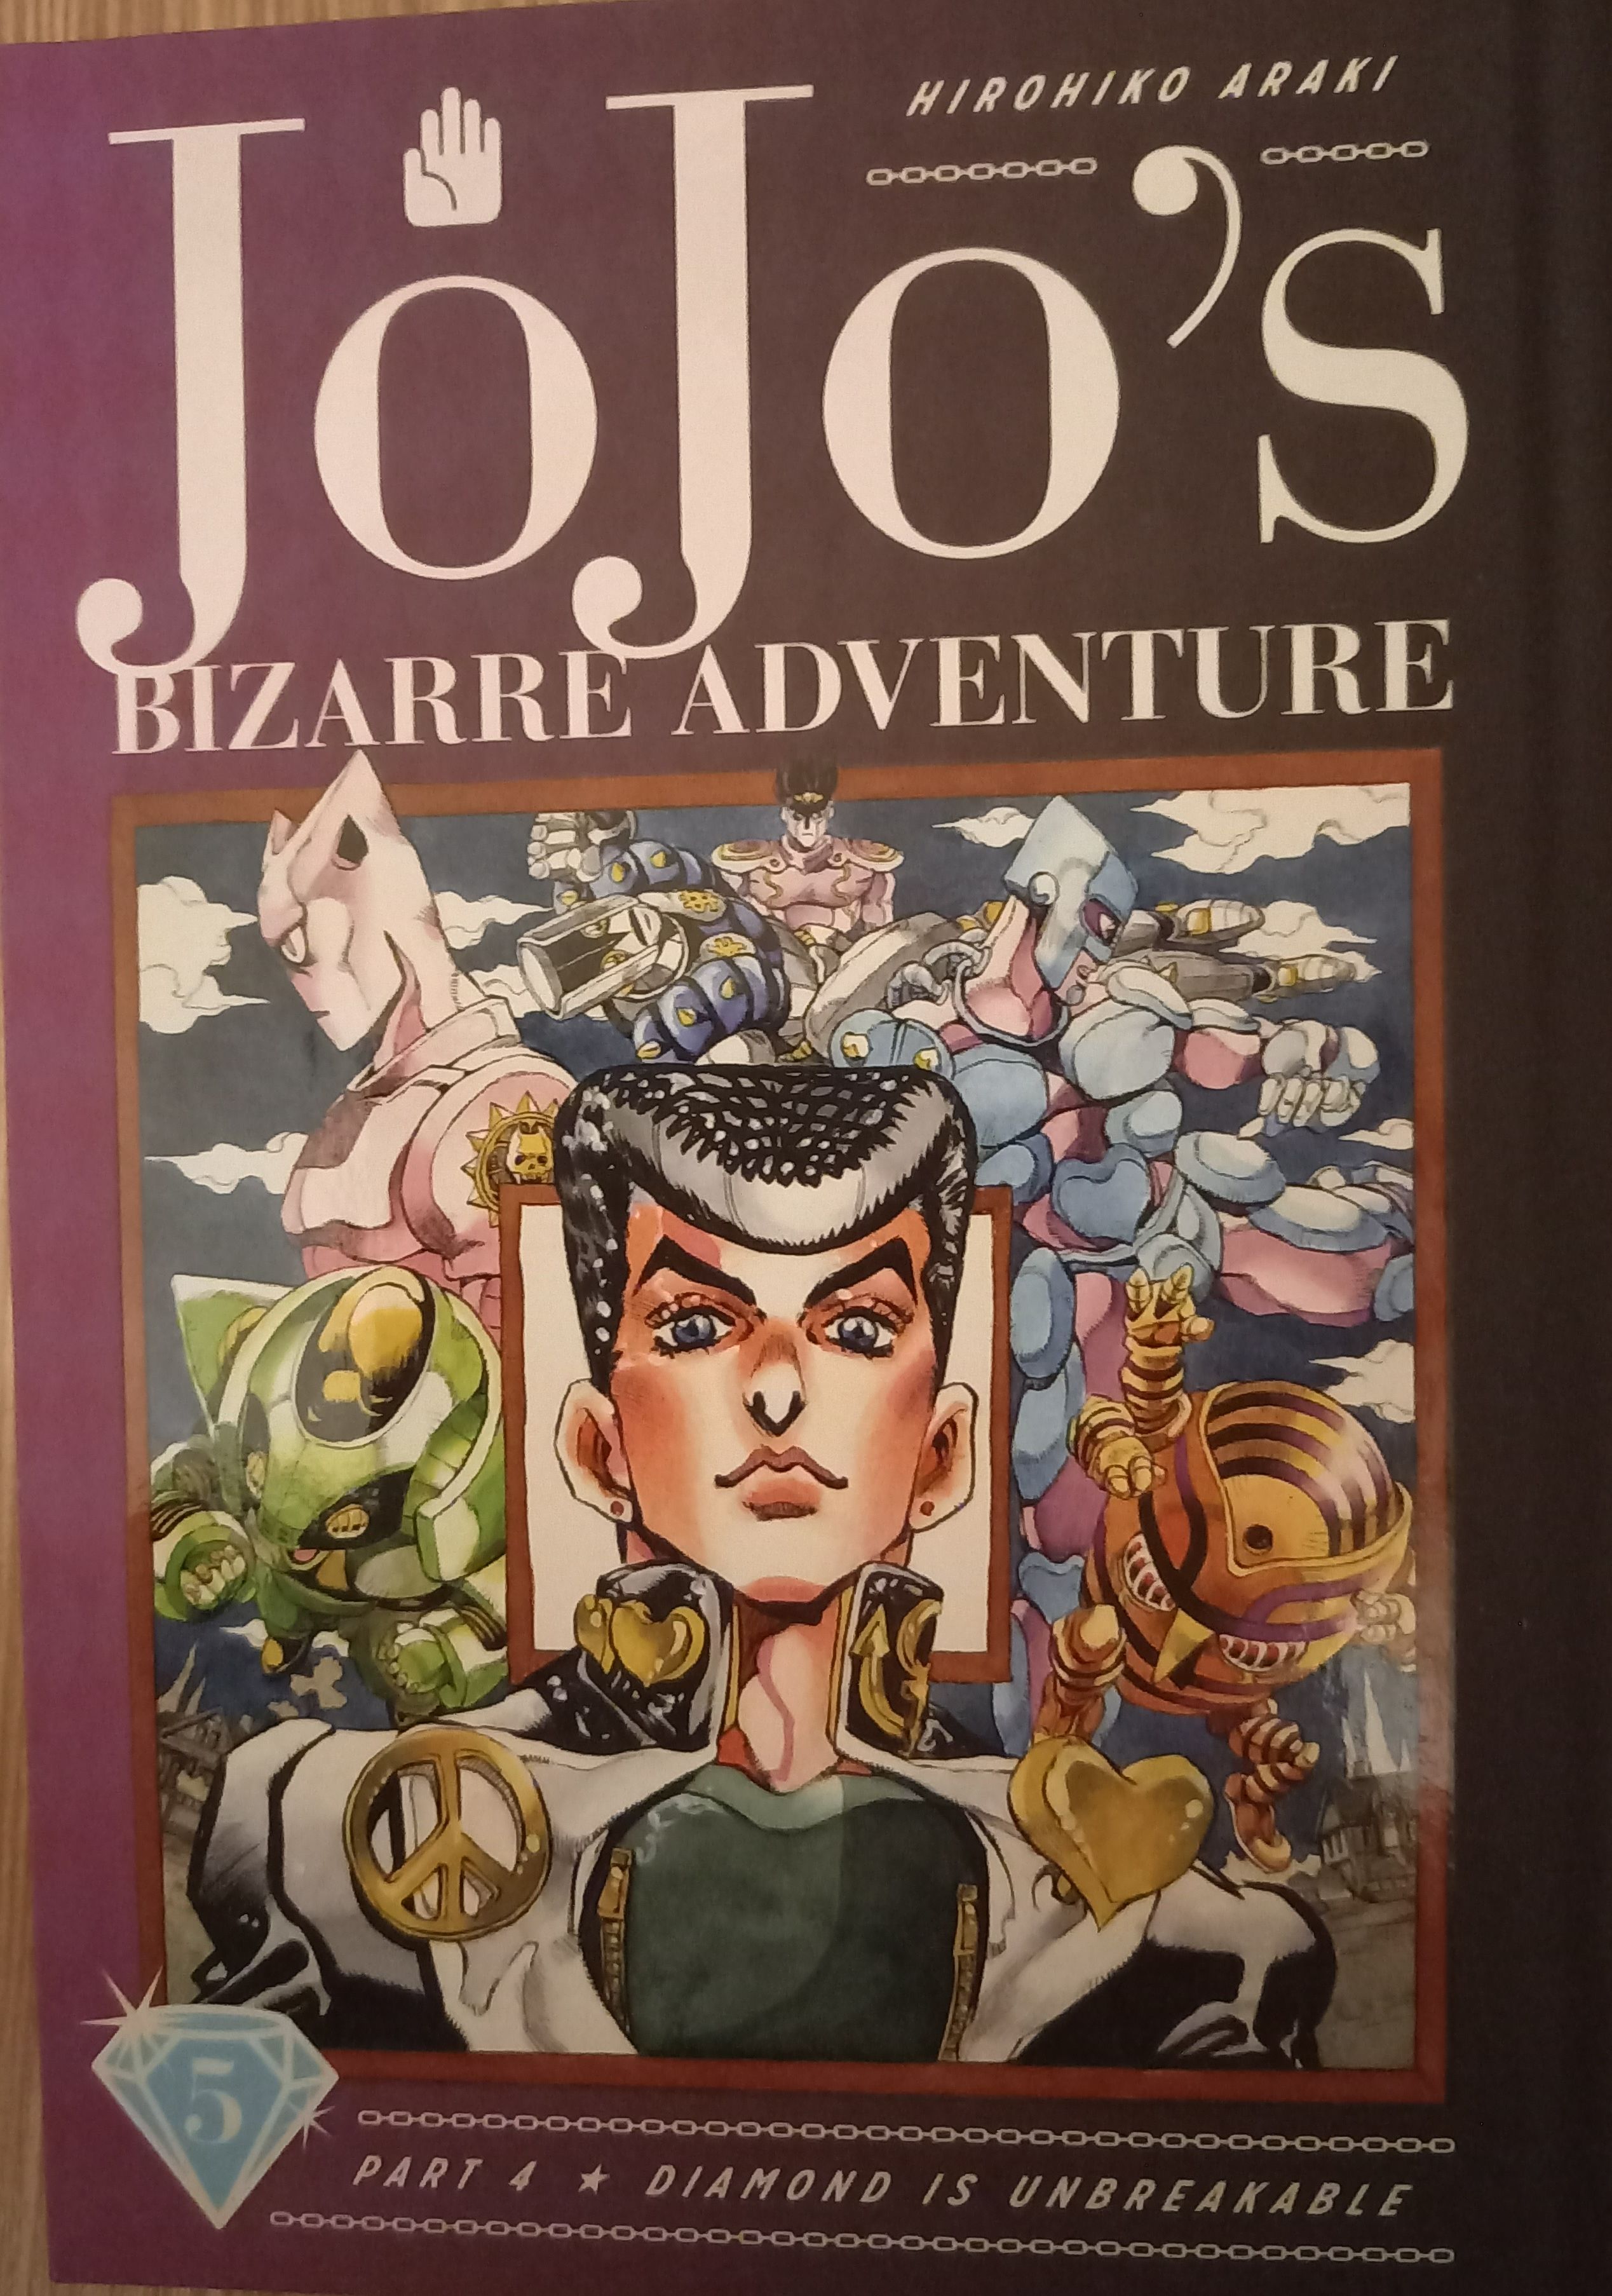 HIROHIKO ARAKI
JoJo's
BIZARRE ADVENTURE
5
PART 4 ★ DIAMOND IS UNBREAKABLE